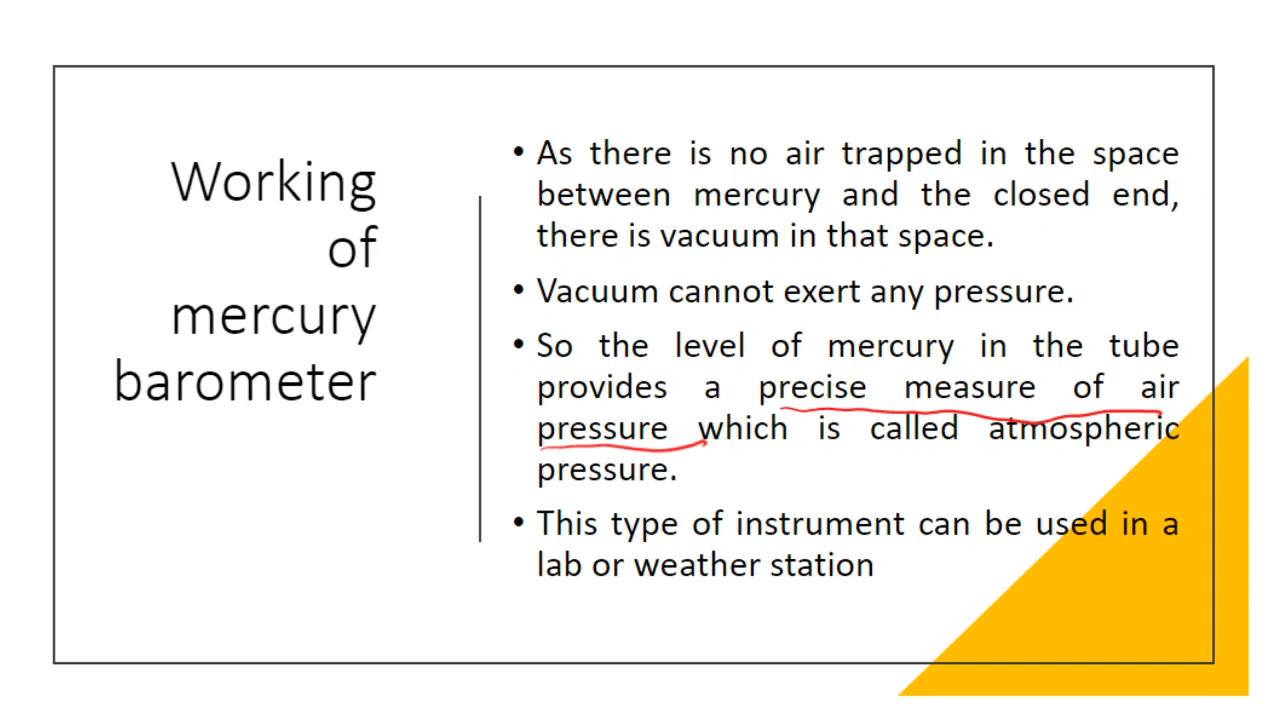 Working
of
mercury
barometer
• As there is no air trapped in the space
between mercury and the closed end,
there is vacuum in that space.
• Vacuum cannot exert any pressure.
• So the level of mercury in the tube
provides a precise measure of air
pressure which is called atmospheric
pressure.
• This type of instrument can be used in a
lab or weather station